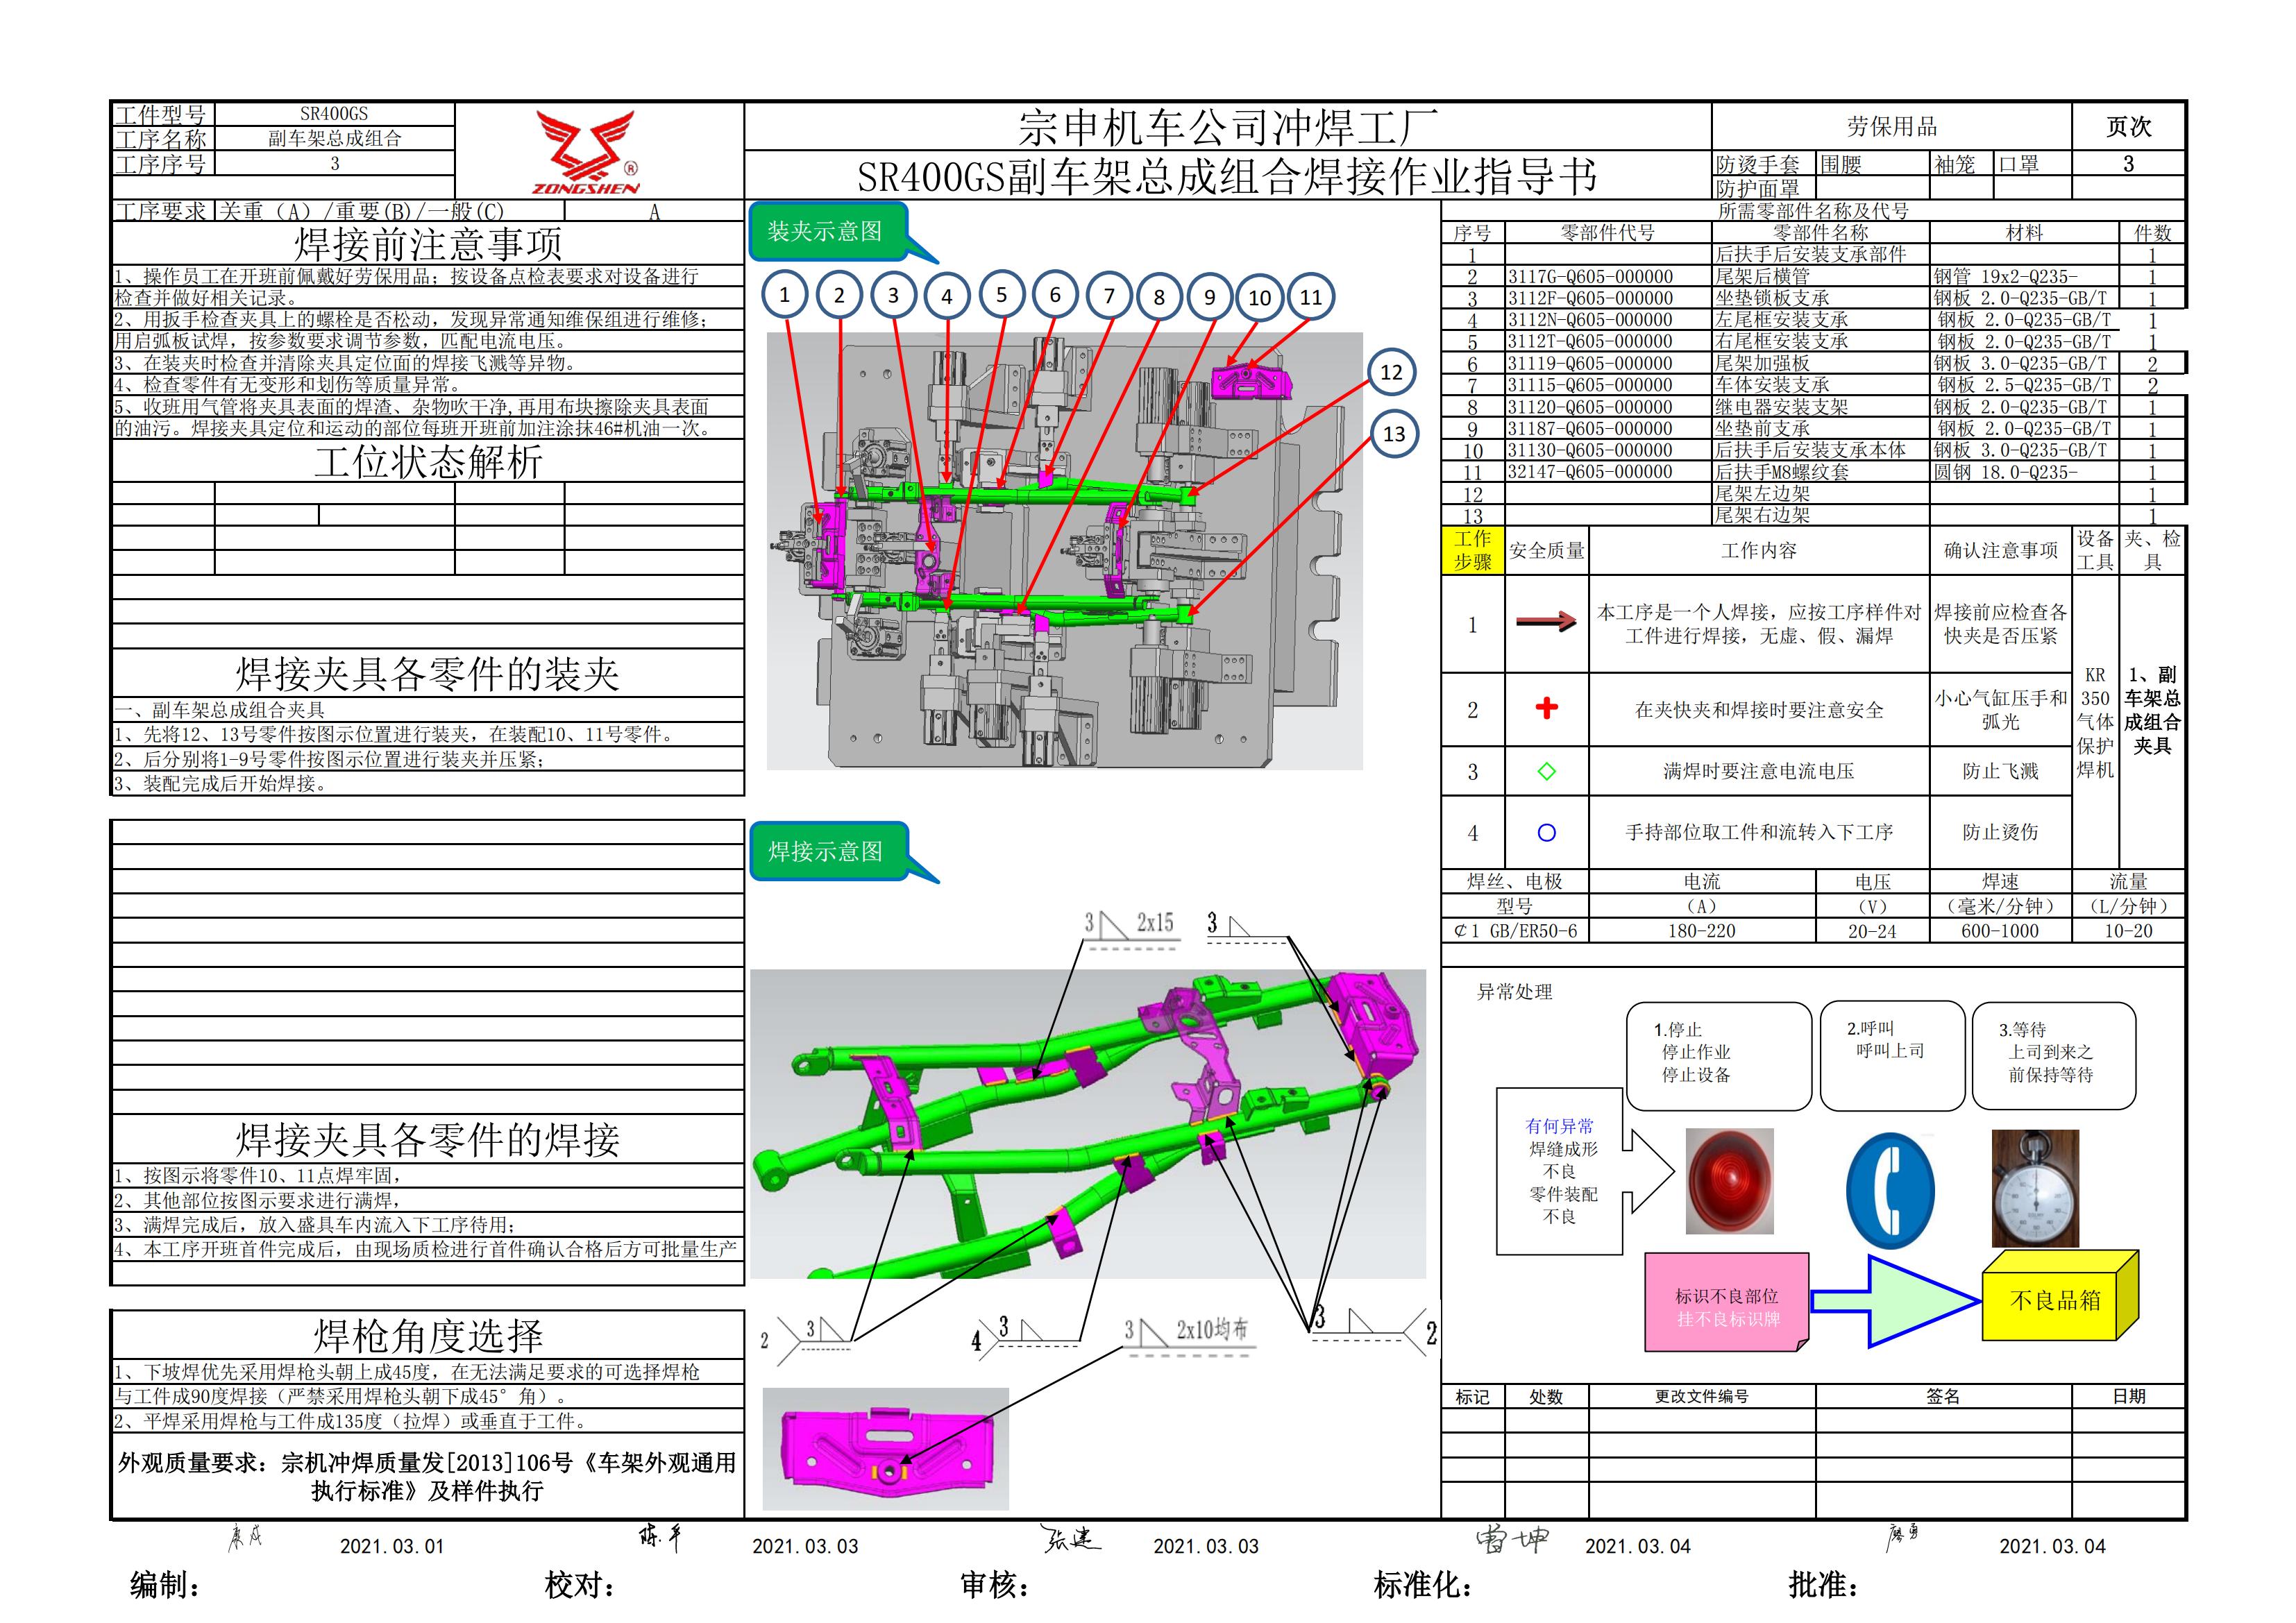 工件型号 SR400GS
工序名称 副车架总成组合
工序序号 3
ZONGSHEN ®
宗申机车公司冲焊工厂
SR400GS副车架总成组合焊接作业指导书
劳保用品 页次
防烫手套 围腰 袖笼 口罩 3
防护面罩
工序要求 关重（A）/重要(B)/一般(C) A
焊接前注意事项
1、操作员工在开班前佩戴好劳保用品；按设备点检表要求对设备进行
检查并做好相关记录。
2、用扳手检查夹具上的螺栓是否松动，发现异常通知维保组进行维修；
用启弧板试焊，按参数要求调节参数，匹配电流电压。
3、在装夹时检查并清除夹具定位面的焊接飞溅等异物。
4、检查零件有无变形和划伤等质量异常。
5、收班用气管将夹具表面的焊渣、杂物吹干净,再用布块擦除夹具表面
的油污。焊接夹具定位和运动的部位每班开班前加注涂抹46#机油一次。
工位状态解析
焊接夹具各零件的装夹
一、副车架总成组合夹具
1、先将12、13号零件按图示位置进行装夹，在装配10、11号零件。
2、后分别将1-9号零件按图示位置进行装夹并压紧；
3、装配完成后开始焊接。
焊接夹具各零件的焊接
1、按图示将零件10、11点焊牢固，
2、其他部位按图示要求进行满焊，
3、满焊完成后，放入盛具车内流入下工序待用；
4、本工序开班首件完成后，由现场质检进行首件确认合格后方可批量生产
焊枪角度选择
1、下坡焊优先采用焊枪头朝上成45度，在无法满足要求的可选择焊枪
与工件成90度焊接（严禁采用焊枪头朝下成45°角）。
2、平焊采用焊枪与工件成135度（拉焊）或垂直于工件。
外观质量要求：宗机冲焊质量发[2013]106号《车架外观通用
执行标准》及样件执行
装夹示意图
1 2 3 4 5 6 7 8 9 10 11
12
13
焊接示意图
3 2x15 3
2 3 4 3 3 2x10均布 3 2
所需零部件名称及代号
序号 零部件代号 零部件名称 材料 件数
1 后扶手后安装支承部件 1
2 3117G-Q605-000000 尾架后横管 钢管 19x2-Q235- 1
3 3112F-Q605-000000 坐垫锁板支承 钢板 2.0-Q235-GB/T 1
4 3112N-Q605-000000 左尾框安装支承 钢板 2.0-Q235-GB/T 1
5 3112T-Q605-000000 右尾框安装支承 钢板 2.0-Q235-GB/T 1
6 31119-Q605-000000 尾架加强板 钢板 3.0-Q235-GB/T 2
7 31115-Q605-000000 车体安装支承 钢板 2.5-Q235-GB/T 2
8 31120-Q605-000000 继电器安装支架 钢板 2.0-Q235-GB/T 1
9 31187-Q605-000000 坐垫前支承 钢板 2.0-Q235-GB/T 1
10 31130-Q605-000000 后扶手后安装支承本体 钢板 3.0-Q235-GB/T 1
11 32147-Q605-000000 后扶手M8螺纹套 圆钢 18.0-Q235- 1
12 尾架左边架 1
13 尾架右边架 1
工作步骤 安全质量 工作内容 确认注意事项 设备工具 夹、检具
1 本工序是一个人焊接，应按工序样件对工件进行焊接，无虚、假、漏焊 焊接前应检查各快夹是否压紧
2 在夹快夹和焊接时要注意安全 小心气缸压手和弧光
3 满焊时要注意电流电压 防止飞溅
4 手持部位取工件和流转入下工序 防止烫伤
KR350气体保护焊机
1、副车架总成组合夹具
焊丝、电极 电流 电压 焊速 流量
型号 （A） （V） （毫米/分钟） （L/分钟）
¢1 GB/ER50-6 180-220 20-24 600-1000 10-20
异常处理
1.停止
停止作业
停止设备
2.呼叫
呼叫上司
3.等待
上司到来之
前保持等待
有何异常
焊缝成形
不良
零件装配
不良
标识不良部位
挂不良标识牌
不良品箱
标记 处数 更改文件编号 签名 日期
2021.03.01 陈平 2021.03.03 张建 2021.03.03 雷坤 2021.03.04 廖勇 2021.03.04
编制： 校对： 审核： 标准化： 批准：